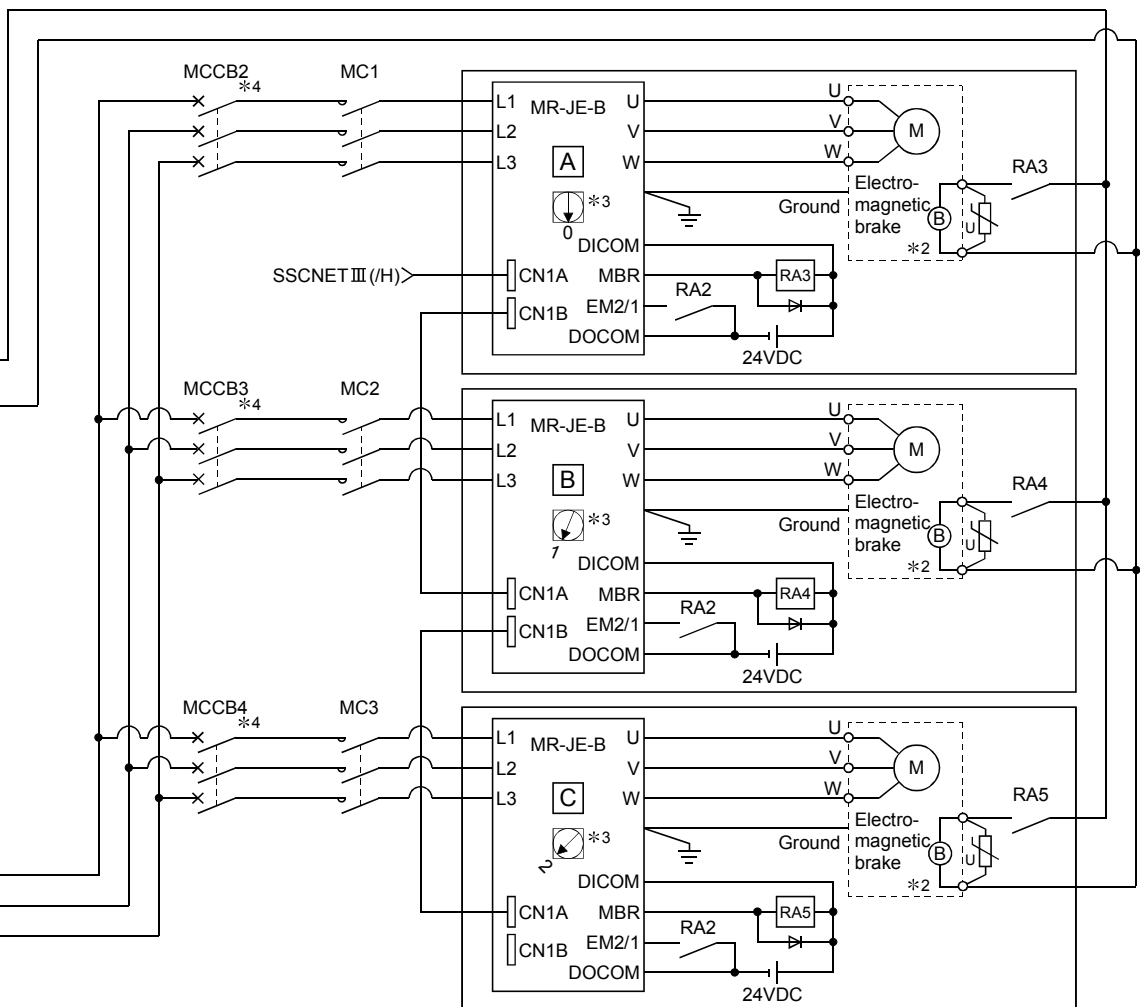 MCCB2
*4
MC1
L1
MR-JE-B
U
U
L2
V
V
M
L3
A
W
W
RA3
*3
Ground
Electro-
magnetic
brake
B
U
0
*2
DICOM
SSCNETⅢ(/H)
CN1A
MBR
RA3
CN1B
EM2/1
RA2
DOCOM
24VDC
MCCB3
*4
MC2
L1
MR-JE-B
U
U
L2
V
V
M
L3
B
W
W
RA4
*3
Ground
Electro-
magnetic
brake
B
U
1
*2
DICOM
CN1A
MBR
RA4
CN1B
EM2/1
RA2
DOCOM
24VDC
MCCB4
*4
MC3
L1
MR-JE-B
U
U
L2
V
V
M
L3
C
W
W
RA5
*3
Ground
Electro-
magnetic
brake
B
U
2
*2
DICOM
CN1A
MBR
RA5
CN1B
EM2/1
RA2
DOCOM
24VDC